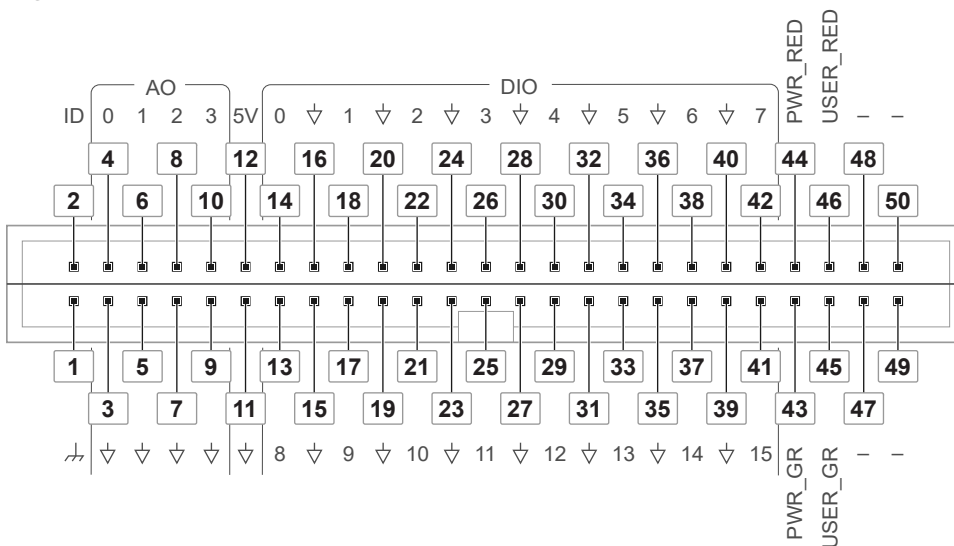 PWR_RED
USER_RED
AO DIO
ID 0 1 2 3 5V 0 1 2 3 4 5 6 7 – –
4 8 12 16 20 24 28 32 36 40 44 48
2 6 10 14 18 22 26 30 34 38 42 46 50
1 5 9 13 17 21 25 29 33 37 41 45 49
3 7 11 15 19 23 27 31 35 39 43 47
8 9 10 11 12 13 14 15 – –
PWR_GR
USER_GR